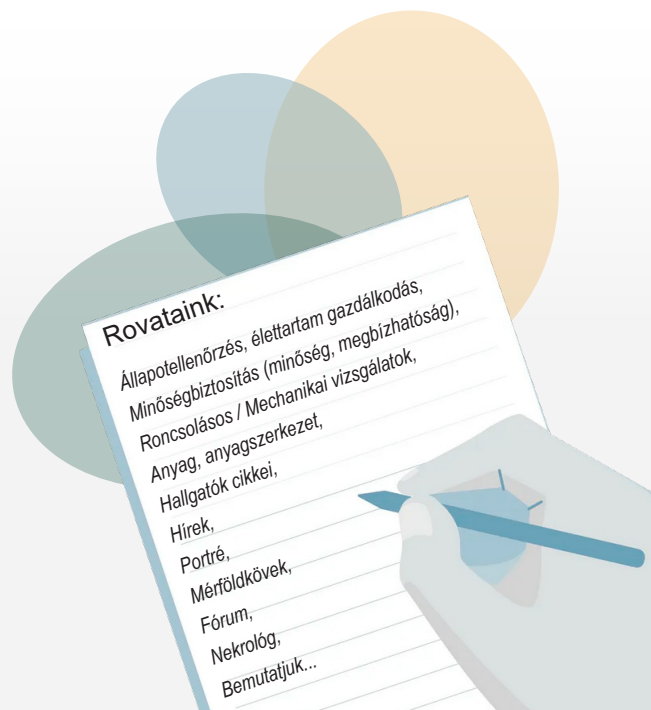 Rovataink:
Állapotellenőrzés, élettartam gazdálkodás,
Minőségbiztosítás (minőség, megbízhatóság),
Roncsolásos / Mechanikai vizsgálatok,
Anyag, anyagszerkezet,
Hallgatók cikkei,
Hírek,
Portré,
Mérföldkövek,
Fórum,
Nekrológ,
Bemutatjuk...